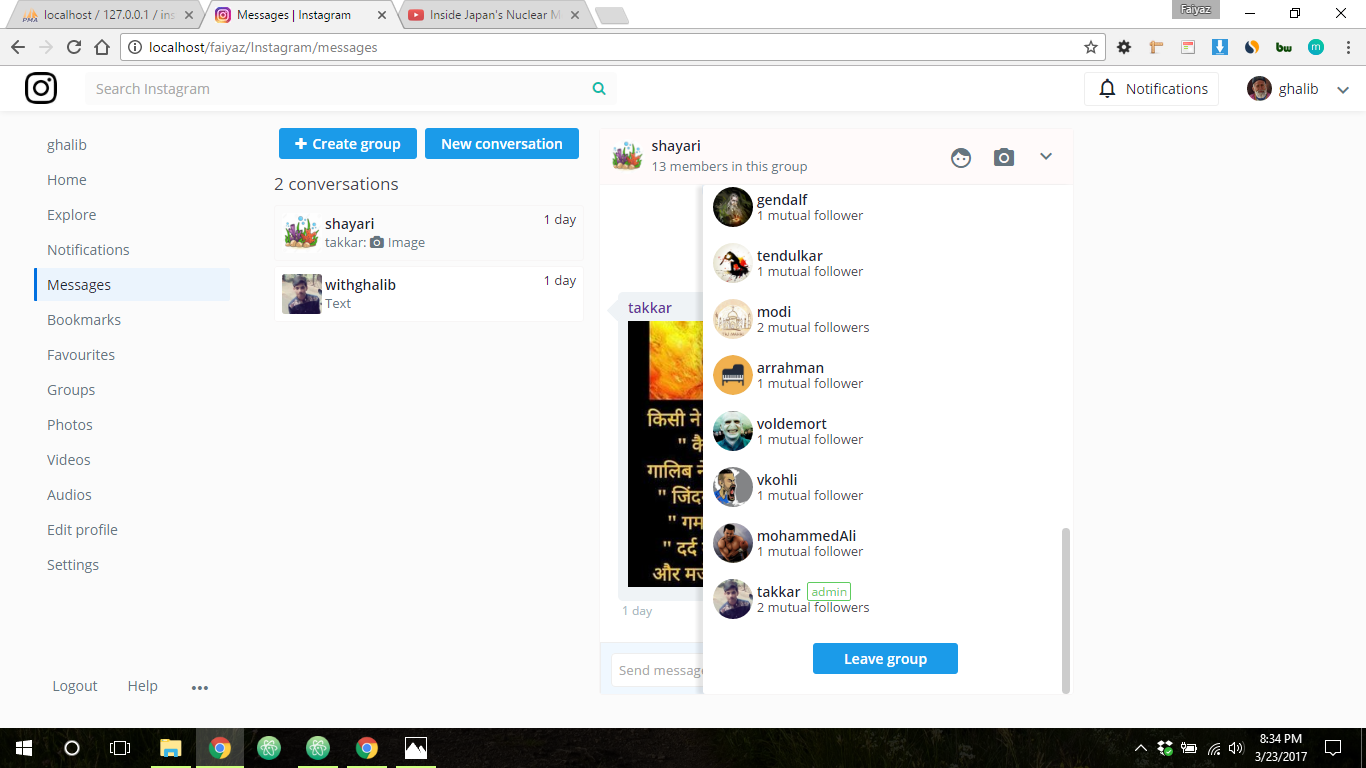 localhost / 127.0.0.1 / ins
Messages | Instagram
Inside Japan's Nuclear M
Faiyaz
localhost/faiyaz/Instagram/messages
bw
m
Search Instagram
Notifications
ghalib
ghalib
Home
Explore
Notifications
Messages
Bookmarks
Favourites
Groups
Photos
Videos
Audios
Edit profile
Settings
Logout
Help
Create group
New conversation
2 conversations
shayari
1 day
takkar: Image
withghalib
1 day
Text
shayari
13 members in this group
takkar
किसी ने
"
गालिब ने
"
"
" दर्द
और
1 day
Send message
gendalf
1 mutual follower
tendulkar
1 mutual follower
modi
2 mutual followers
arrahman
1 mutual follower
voldemort
1 mutual follower
vkohli
1 mutual follower
mohammedAli
1 mutual follower
takkar admin
2 mutual followers
Leave group
8:34 PM
3/23/2017